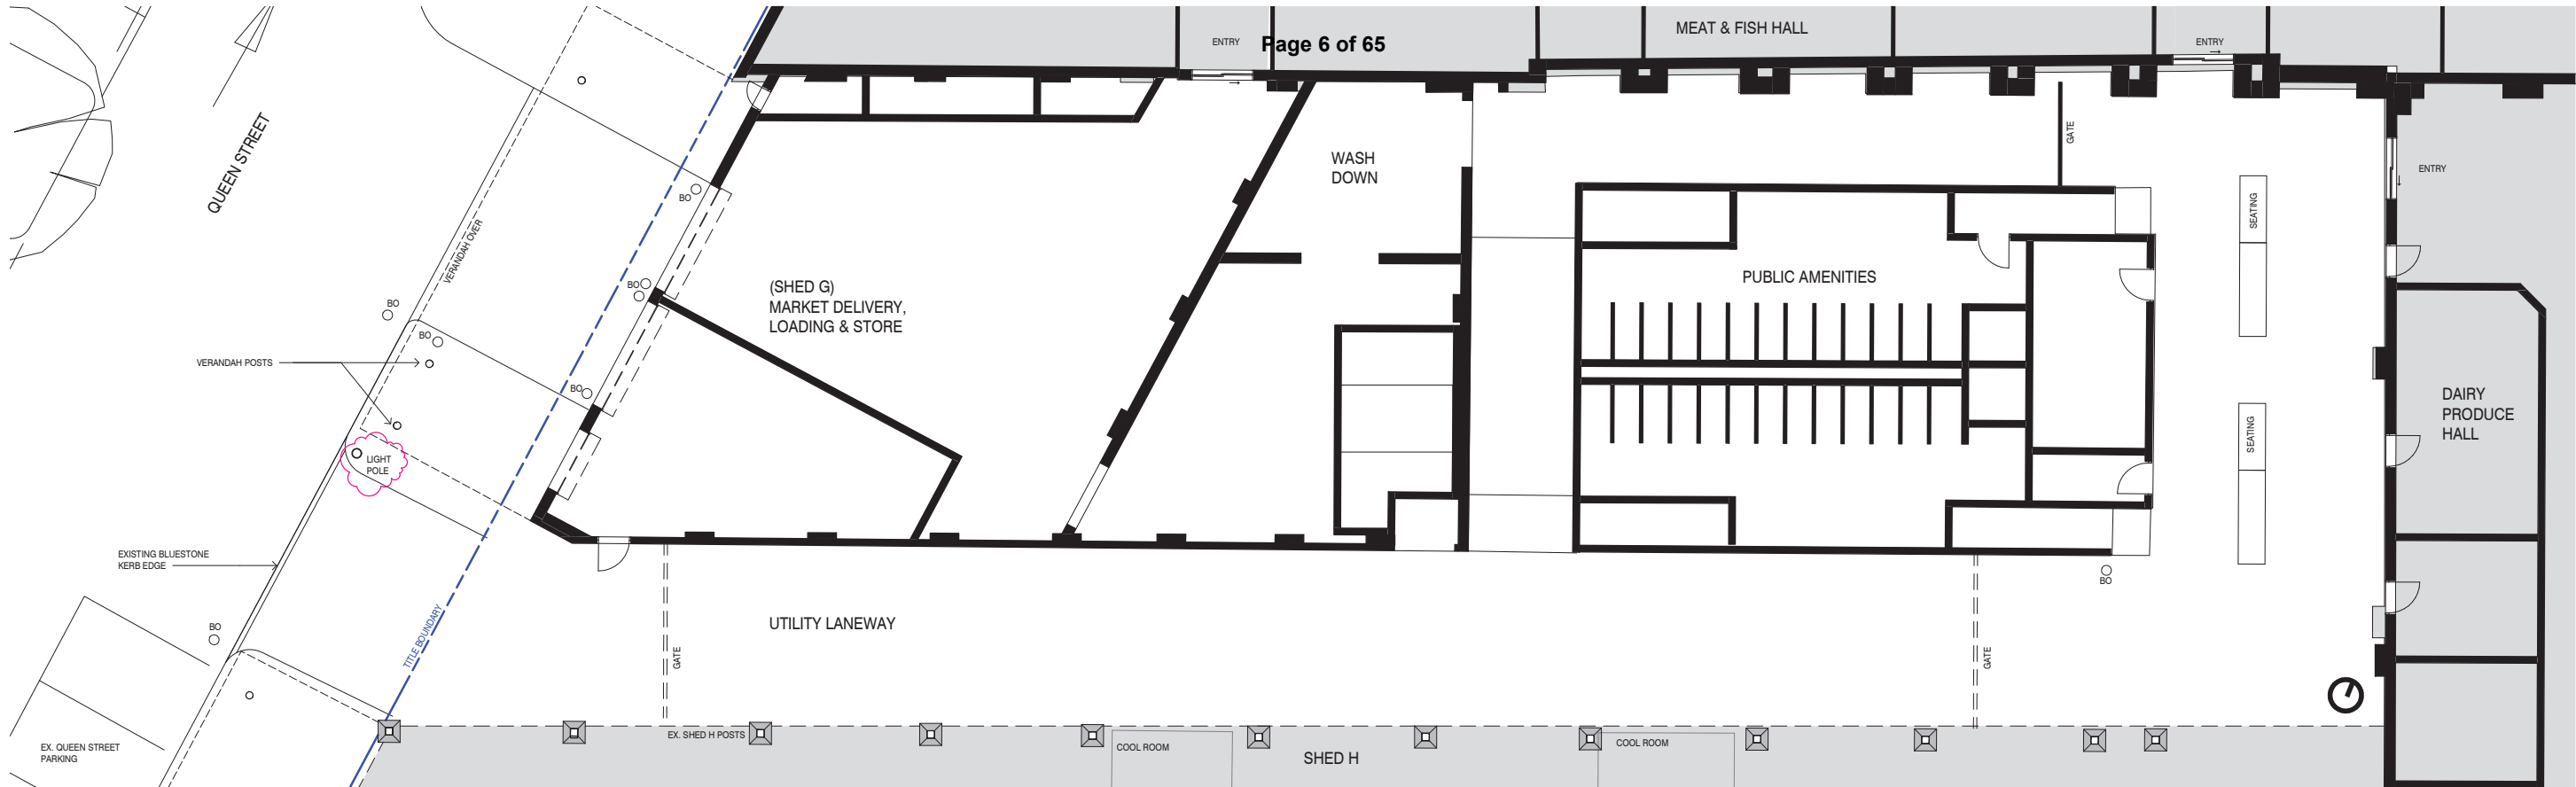 MEAT & FISH HALL
ENTRY
Page 6 of 65
ENTRY
QUEEN STREET
GATE
WASH
DOWN
ENTRY
BO
SEATING
VERANDAH OVER
(SHED G)
MARKET DELIVERY,
LOADING & STORE
PUBLIC AMENITIES
BO
BO
BO
VERANDAH POSTS
BO
DAIRY
PRODUCE
HALL
SEATING
LIGHT
POLE
EXISTING BLUESTONE
KERB EDGE
BO
BO
TITLE BOUNDARY
UTILITY LANEWAY
GATE
GATE
EX. SHED H POSTS
EX. QUEEN STREET
PARKING
COOL ROOM
SHED H
COOL ROOM